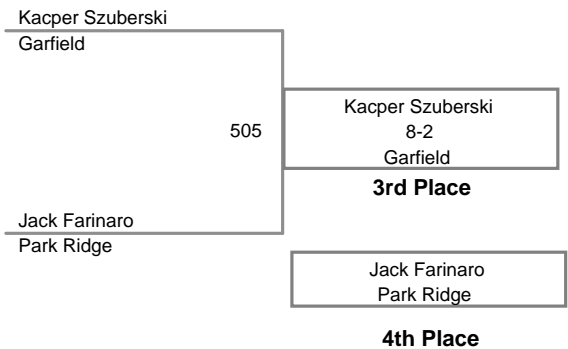 Kacper Szuberski
Garfield
505
Kacper Szuberski
8-2
Garfield
3rd Place
Jack Farinaro
Park Ridge
Jack Farinaro
Park Ridge
4th Place